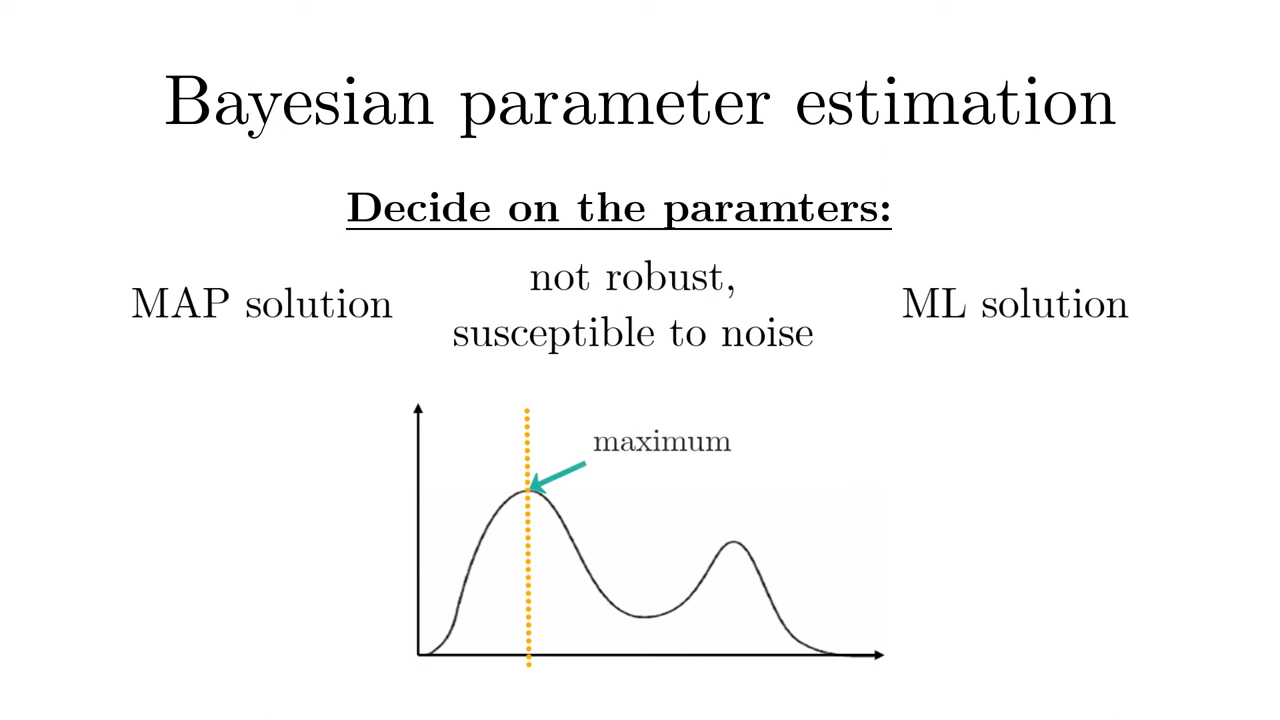 Bayesian parameter estimation
Decide on the paramters:
MAP solution
not robust,
susceptible to noise
ML solution
maximum